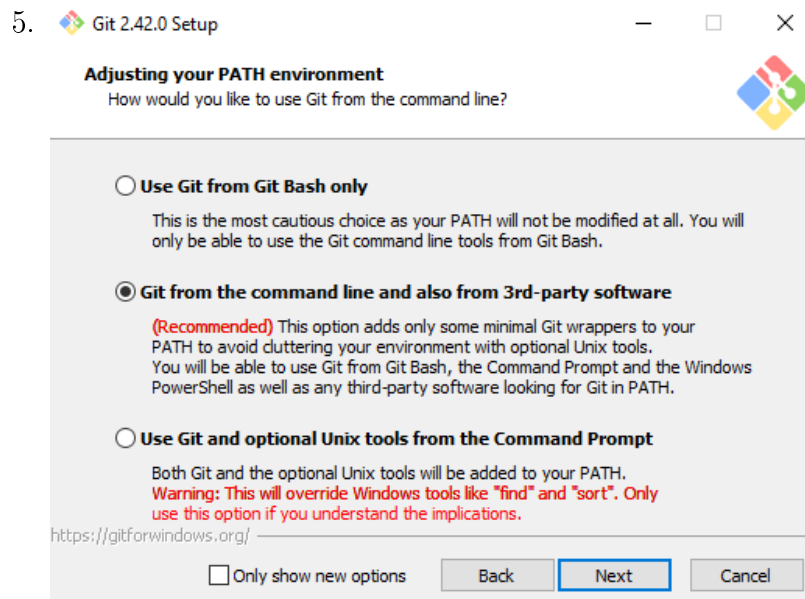 5. Git 2.42.0 Setup
Adjusting your PATH environment
How would you like to use Git from the command line?
Use Git from Git Bash only
This is the most cautious choice as your PATH will not be modified at all. You will
only be able to use the Git command line tools from Git Bash.
Git from the command line and also from 3rd-party software
(Recommended) This option adds only some minimal Git wrappers to your
PATH to avoid cluttering your environment with optional Unix tools.
You will be able to use Git from Git Bash, the Command Prompt and the Windows
PowerShell as well as any third-party software looking for Git in PATH.
Use Git and optional Unix tools from the Command Prompt
Both Git and the optional Unix tools will be added to your PATH.
Warning: This will override Windows tools like "find" and "sort". Only
use this option if you understand the implications.
https://gitforwindows.org/
Only show new options Back Next Cancel